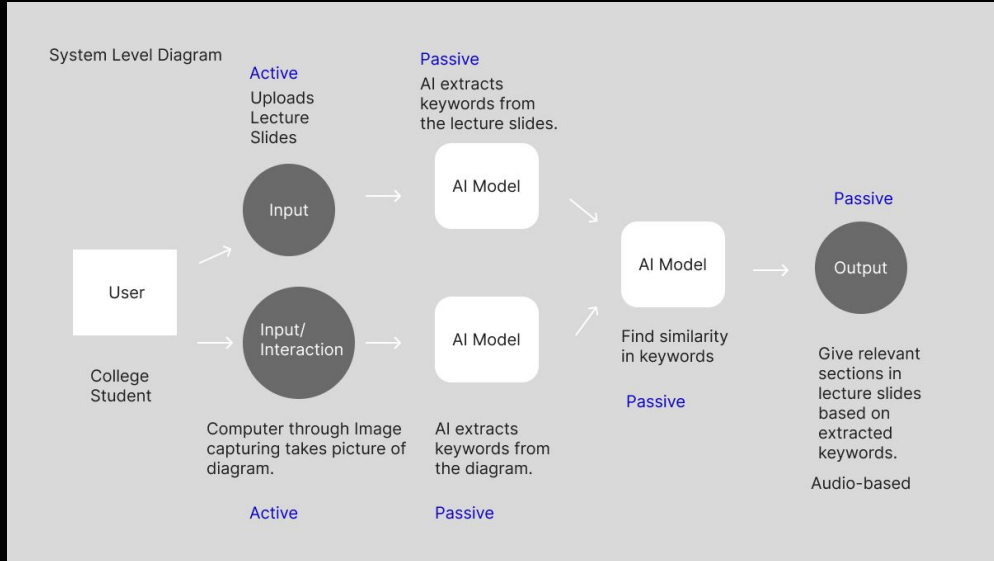 System Level Diagram
Active
Uploads
Lecture
Slides
Input
Passive
AI extracts
keywords from
the lecture slides.
AI Model
User
College
Student
Input/
Interaction
Computer through Image
capturing takes picture of
diagram.
Active
AI Model
AI extracts
keywords from
the diagram.
Passive
AI Model
Find similarity
in keywords
Passive
Passive
Output
Give relevant
sections in
lecture slides
based on
extracted
keywords.
Audio-based